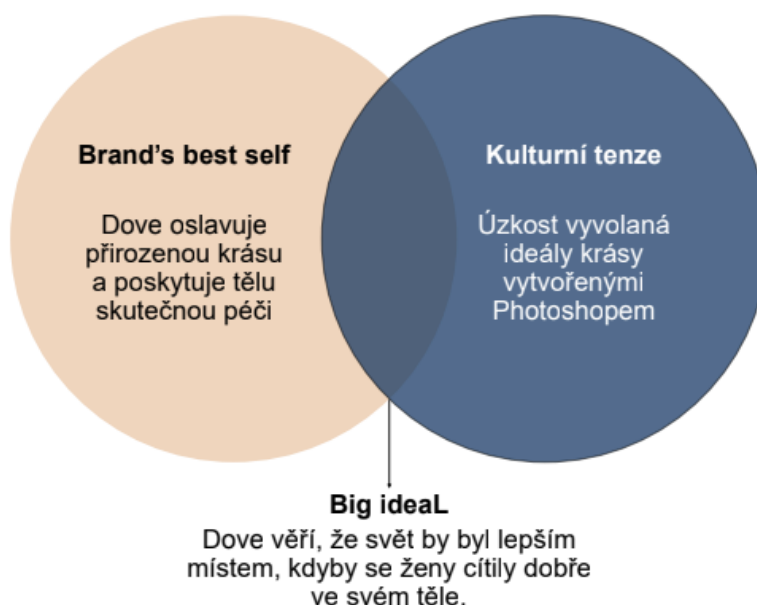 Brand’s best self
Dove oslavuje
přirozenou krásu
a poskytuje tělu
skutečnou péči
Kulturní tenze
Úzkost vyvolaná
ideály krásy
vytvořenými
Photoshopem
Big ideaL
Dove věří, že svět by byl lepším
místem, kdyby se ženy cítily dobře
ve svém těle.